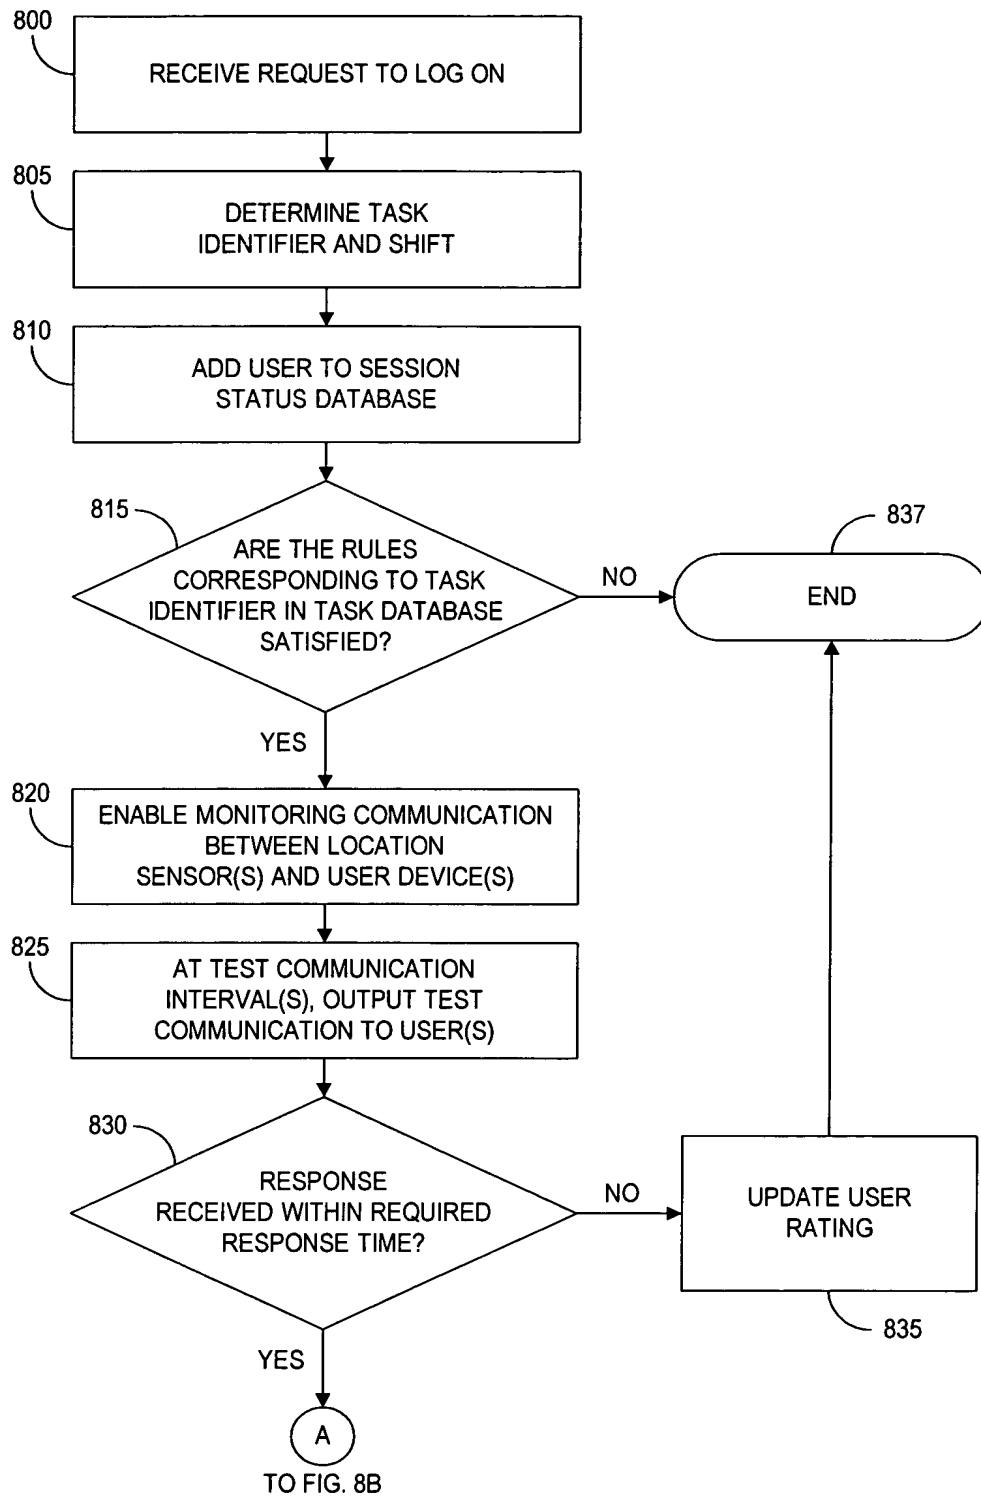 800
RECEIVE REQUEST TO LOG ON
805
DETERMINE TASK
IDENTIFIER AND SHIFT
810
ADD USER TO SESSION
STATUS DATABASE
815
ARE THE RULES
CORRESPONDING TO TASK
IDENTIFIER IN TASK DATABASE
SATISFIED?
NO
837
END
YES
820
ENABLE MONITORING COMMUNICATION
BETWEEN LOCATION
SENSOR(S) AND USER DEVICE(S)
825
AT TEST COMMUNICATION
INTERVAL(S), OUTPUT TEST
COMMUNICATION TO USER(S)
830
RESPONSE
RECEIVED WITHIN REQUIRED
RESPONSE TIME?
NO
UPDATE USER
RATING
835
YES
A
TO FIG. 8B